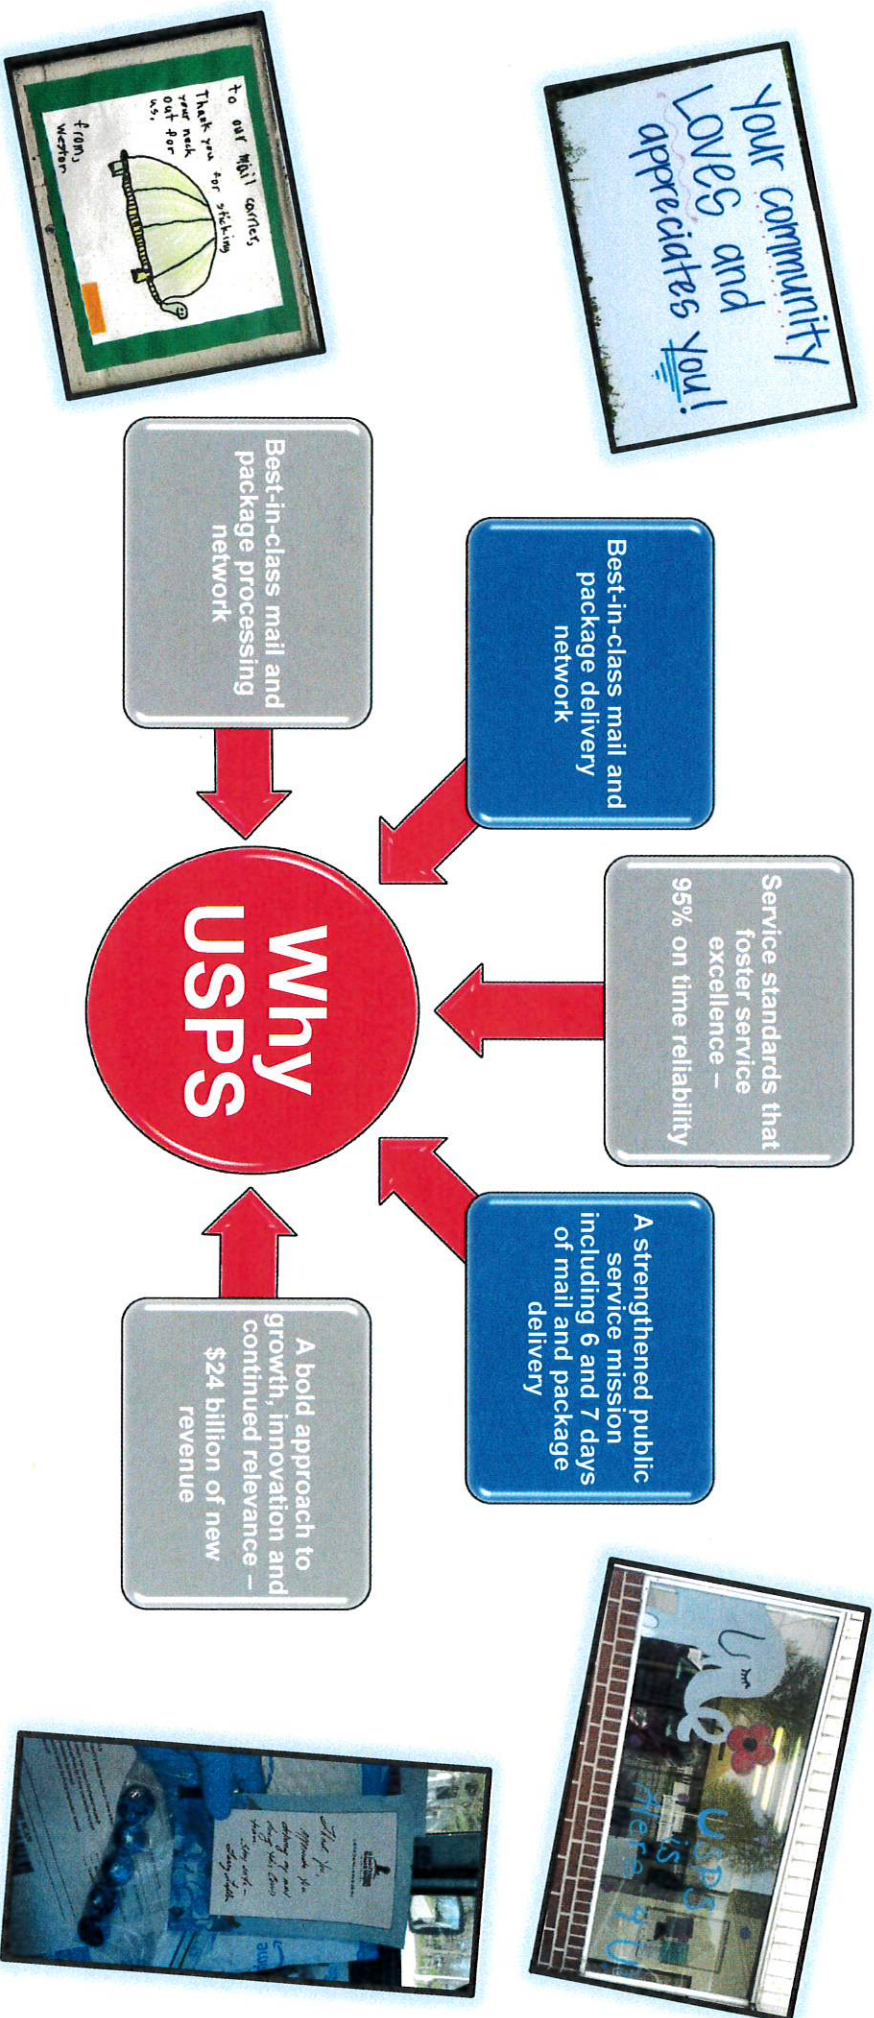 Your community
Loves and
appreciates you!
to our mail carrier,
Thank you for sticking
your neck
out for
us.
from,
Weston
Best-in-class mail and
package processing
network
Best-in-class mail and
package delivery
network
Service standards that
foster service
excellence –
95% on time reliability
A strengthened public
service mission
including 6 and 7 days
of mail and package
delivery
A bold approach to
growth, innovation and
continued relevance –
$24 billion of new
revenue
Why
USPS
USPS
is
Here 4 U